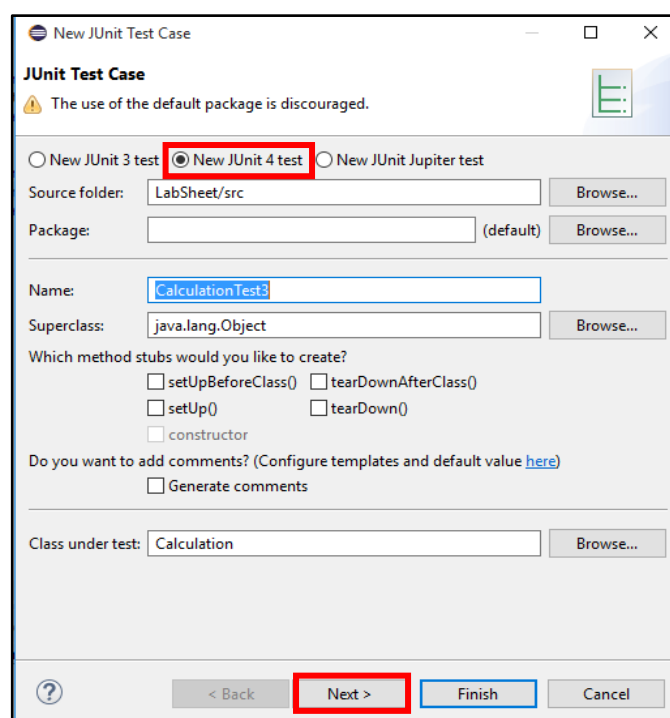 New JUnit Test Case
JUnit Test Case
The use of the default package is discouraged.
New JUnit 3 test New JUnit 4 test New JUnit Jupiter test
Source folder: LabSheet/src Browse...
Package: (default) Browse...
Name: CalculationTest3
Superclass: java.lang.Object Browse...
Which method stubs would you like to create?
setUpBeforeClass() tearDownAfterClass()
setUp() tearDown()
constructor
Do you want to add comments? (Configure templates and default value here)
Generate comments
Class under test: Calculation Browse...
? < Back Next > Finish Cancel